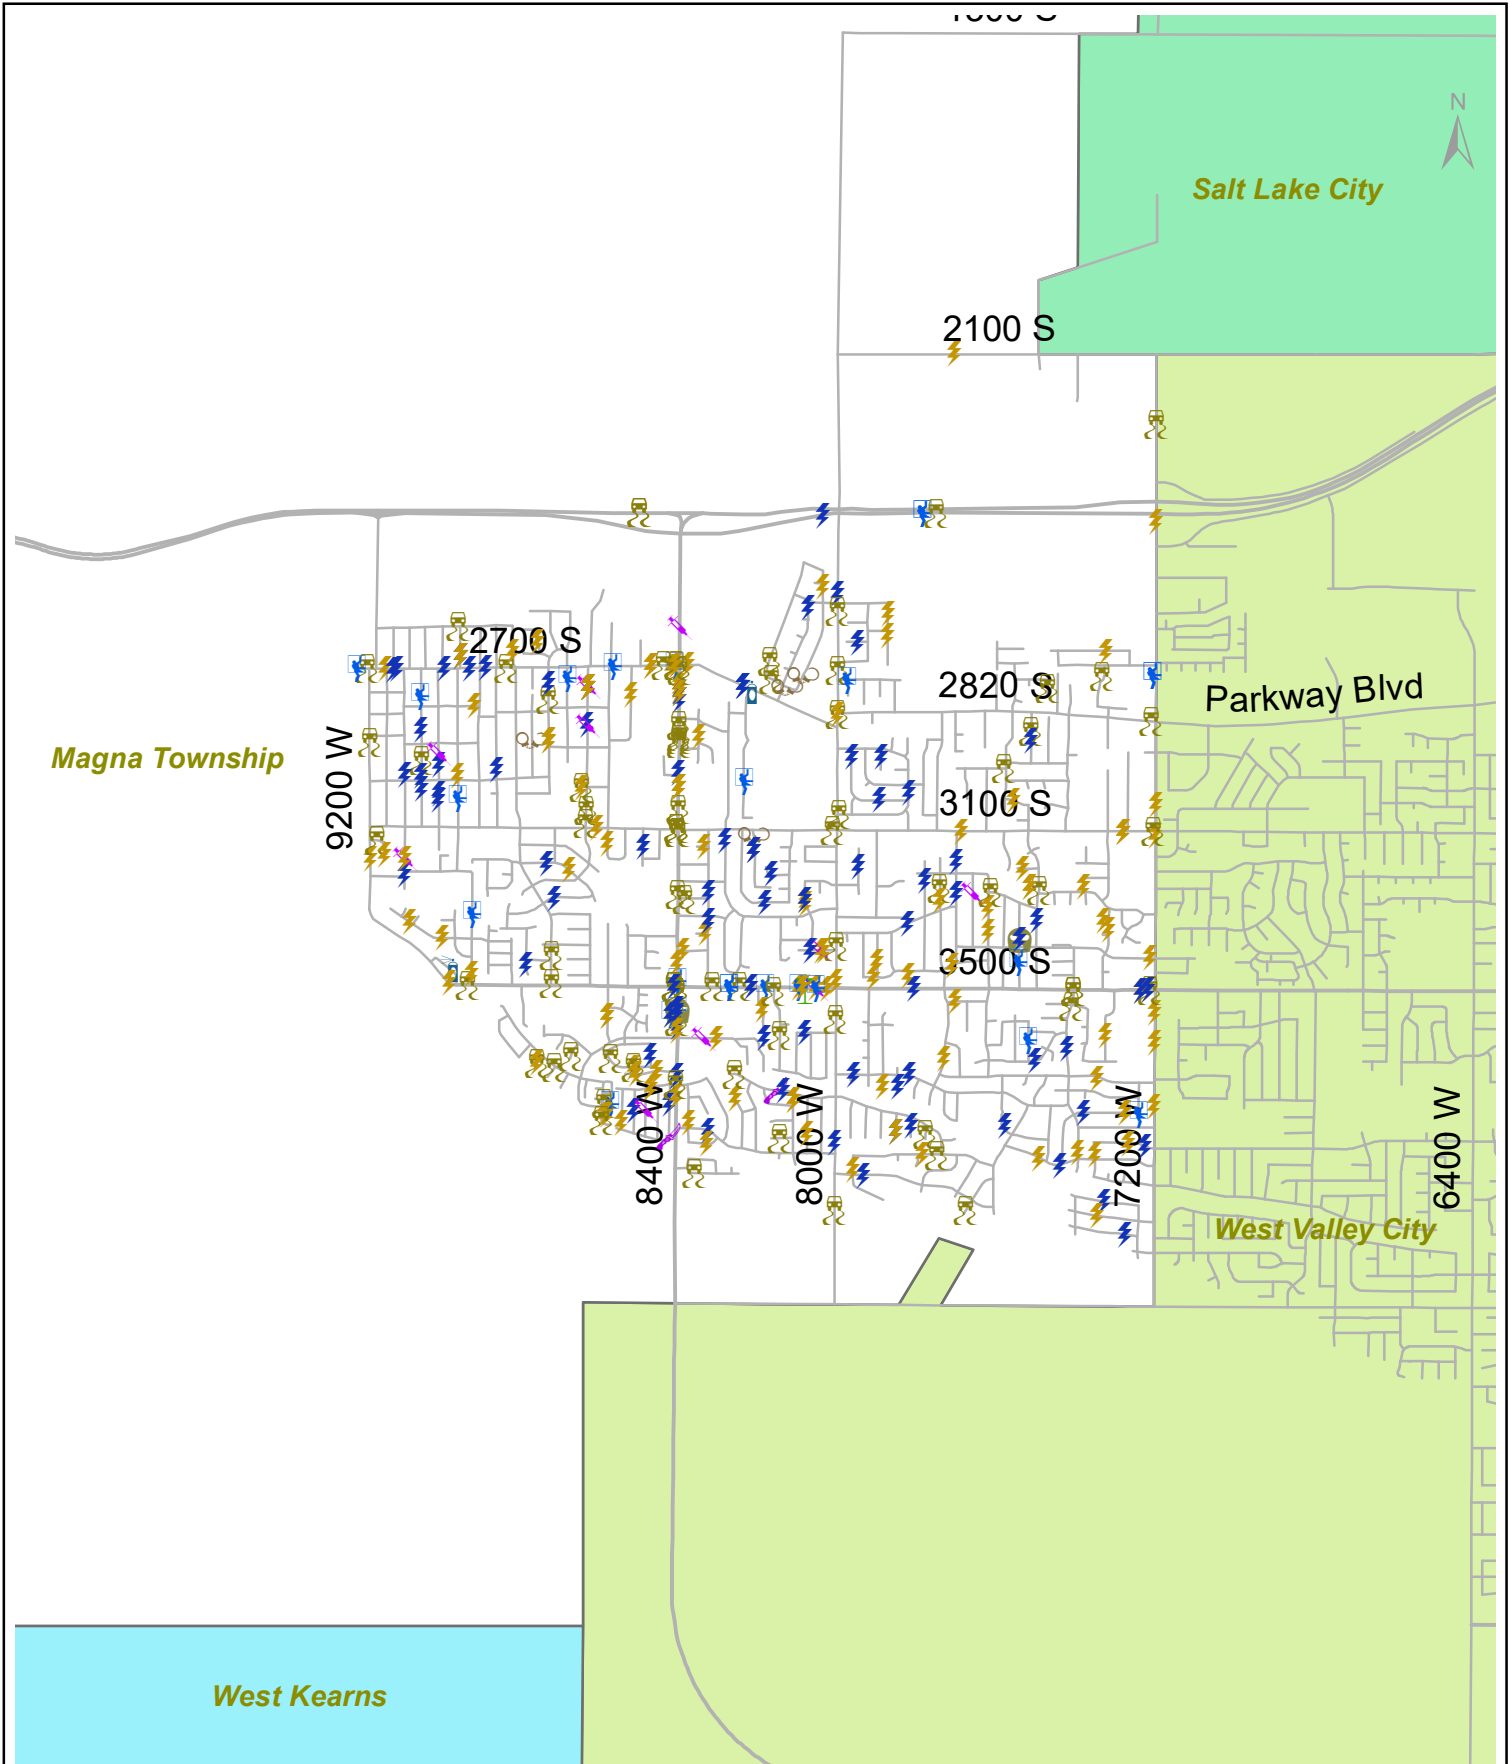 N
Salt Lake City
2100 S
2700 S
2820 S
Parkway Blvd
Magna Township
9200 W
3100 S
3500 S
8400 W
8000 W
7200 W
6400 W
West Valley City
West Kearns